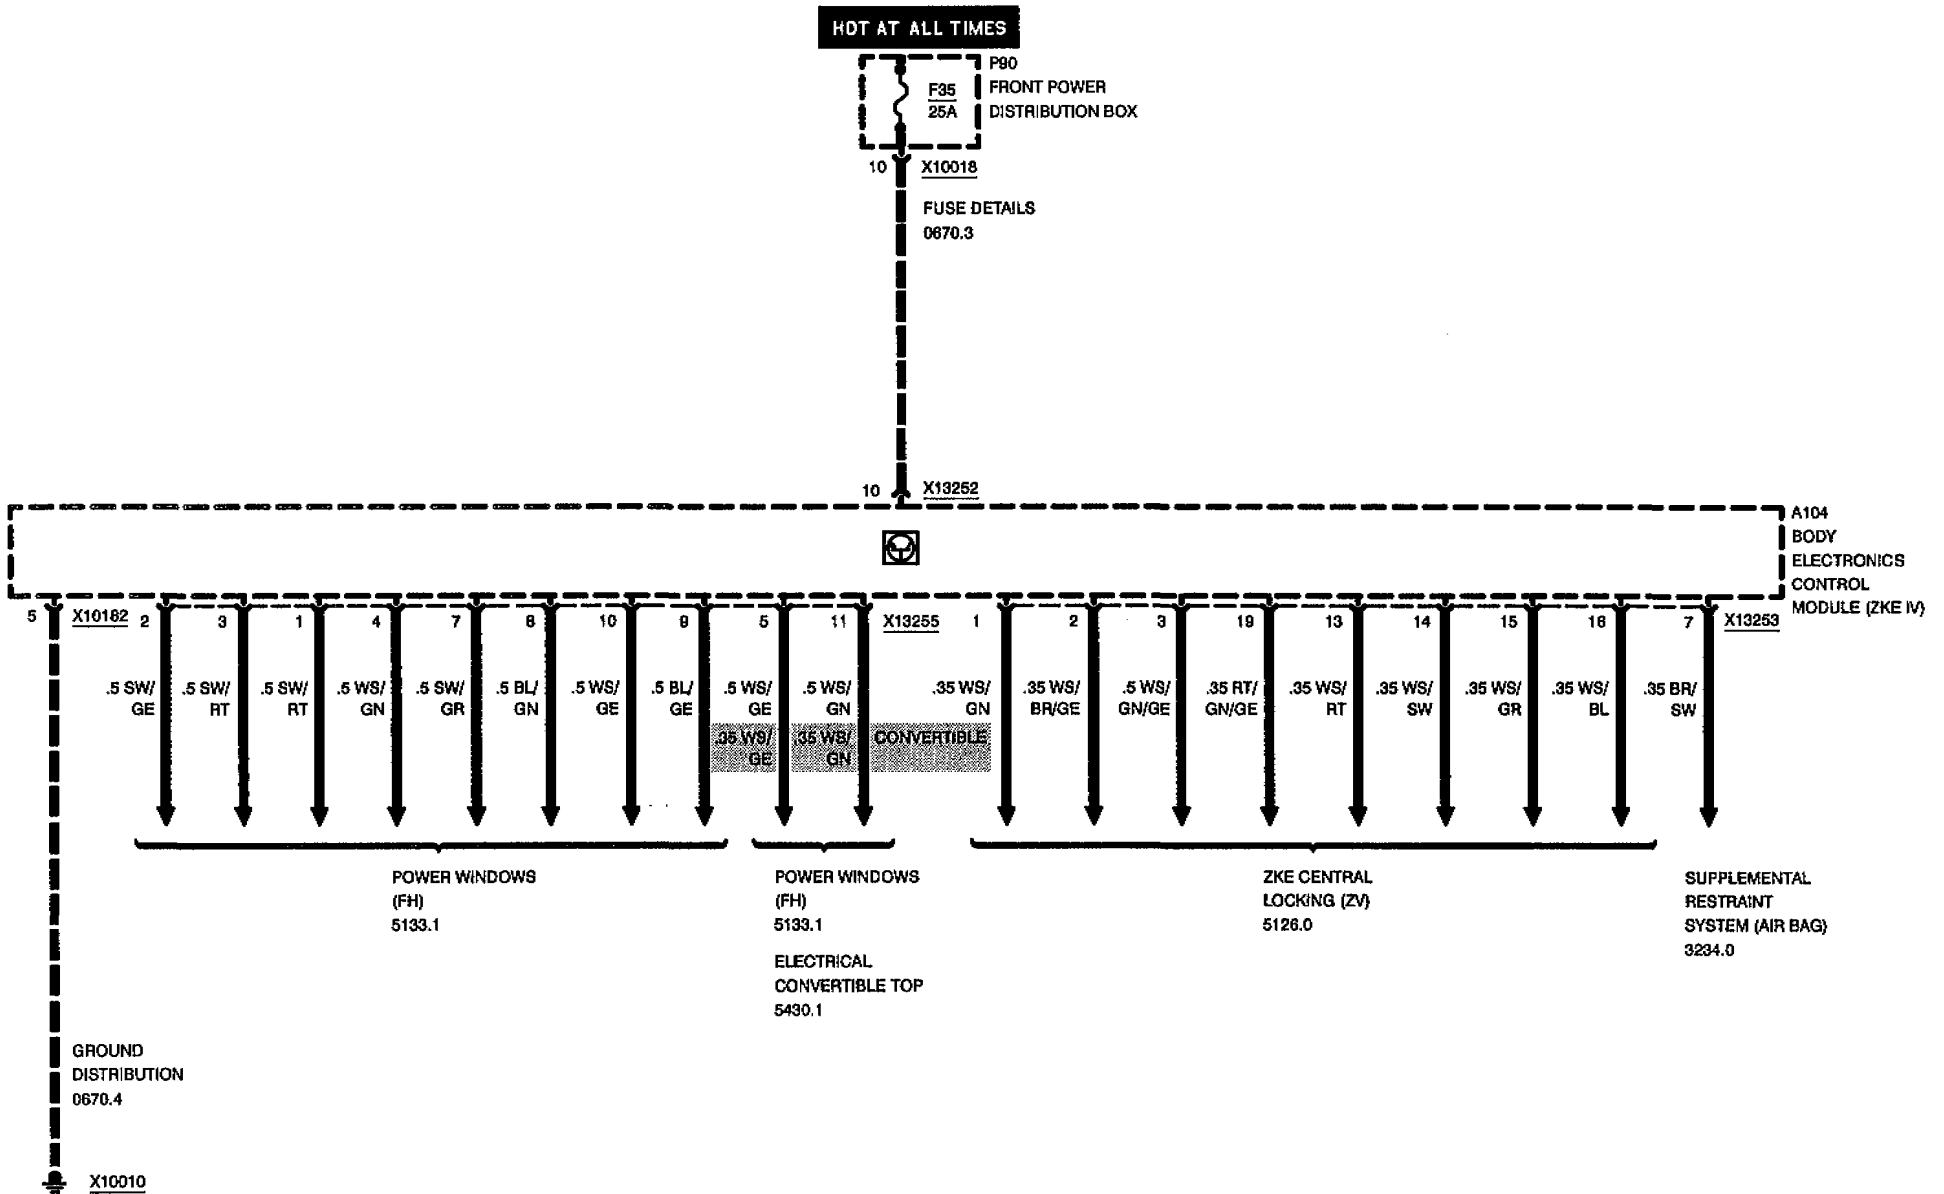 HOT AT ALL TIMES
P90
FRONT POWER
DISTRIBUTION BOX
F35
25A
10 X10018
FUSE DETAILS
0670.3
10 X13252
A104
BODY
ELECTRONICS
CONTROL
MODULE (ZKE IV)
5 X10182 2 3 1 4 7 8 10 9 5 11 X13255 1 2 3 19 13 14 15 16 7 X13253
.5 SW/ .5 SW/ .5 SW/ .5 WS/ .5 SW/ .5 BL/ .5 WS/ .5 BL/ .5 WS/ .5 WS/ .35 WS/ .35 WS/ .5 WS/ .35 RT/ .35 WS/ .35 WS/ .35 WS/ .35 WS/ .35 BR/
GE RT RT GN GR GN GE GE GE GN GN BR/GE GN/GE GN/GE RT SW GR BL SW
.35 WS/ .35 WS/ CONVERTIBLE
GE GN
POWER WINDOWS
(FH)
5133.1
POWER WINDOWS
(FH)
5133.1
ELECTRICAL
CONVERTIBLE TOP
5430.1
ZKE CENTRAL
LOCKING (ZV)
5126.0
SUPPLEMENTAL
RESTRAINT
SYSTEM (AIR BAG)
3234.0
GROUND
DISTRIBUTION
0670.4
X10010